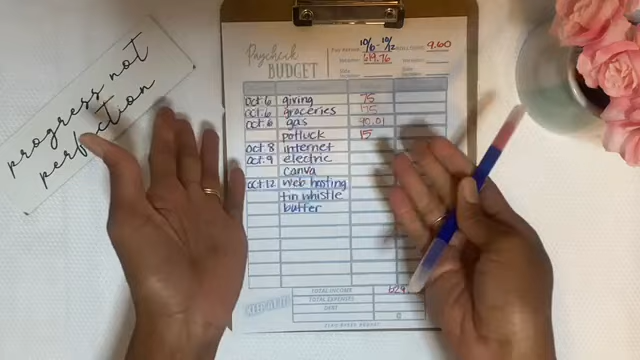 progress not
perfection
Paycheck
BUDGET
10/6 - 10/12
9.60
519.76
Oct. 6 giving 75
Oct. 6 groceries 175
Oct. 6 gas 40.01
potluck 15
Oct. 8 internet
Oct. 9 electric
canva
Oct. 12 web hosting
tin whistle
buffer
TOTAL INCOME
TOTAL EXPENSES
0